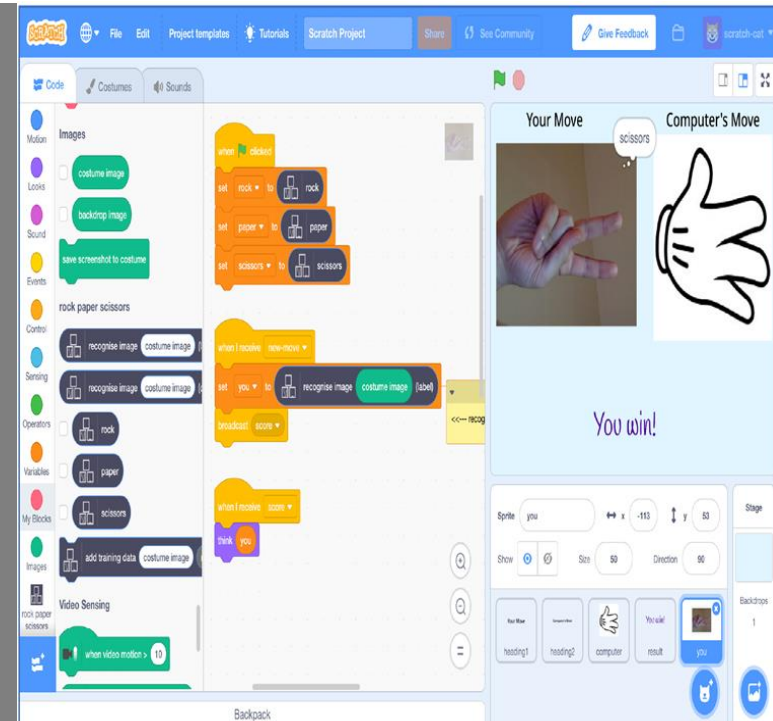 SCRATCH File Edit Project templates Tutorials Scratch Project Share See Community Give Feedback scratch-cat
Code Costumes Sounds
Motion
Looks
Sound
Events
Control
Sensing
Operators
Variables
My Blocks
Images
rock paper
scissors
Images
costume image
backdrop image
save screenshot to costume
rock paper scissors
recognise image costume image
recognise image costume image
rock
paper
scissors
add training data costume image
Video Sensing
when video motion > 10
when clicked
set rock to rock
set paper to paper
set scissors to scissors
when I receive new-move
set you to recognise image costume image (label)
broadcast score
<<--- recog
when I receive score
think you
Your Move Computer's Move
scissors
You win!
Sprite you x -113 y 53
Show Size 50 Direction 90
Your Move
heading1
heading2
computer
You win!
result
you
Stage
Backdrops
1
Backpack